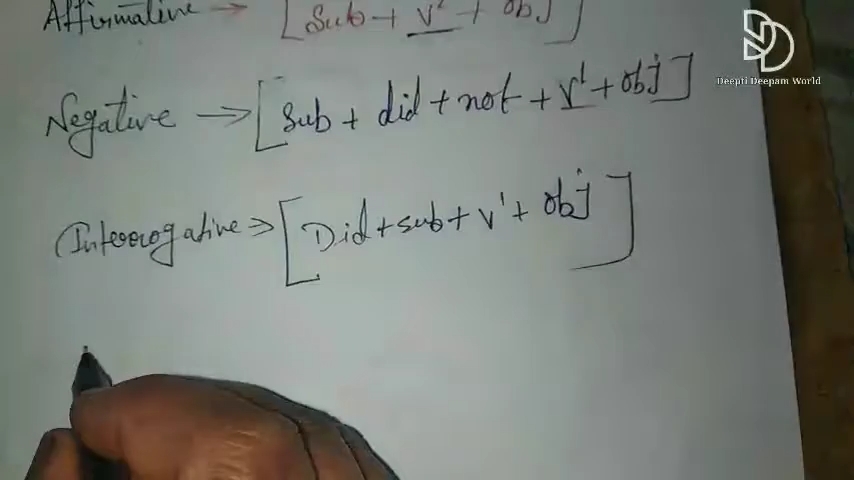 Affirmative → [Sub + V² + Obj]
Negative → [Sub + did + not + V¹ + obj]
Interrogative ⇒ [Did + sub + V¹ + obj]
Deepti Deepam World